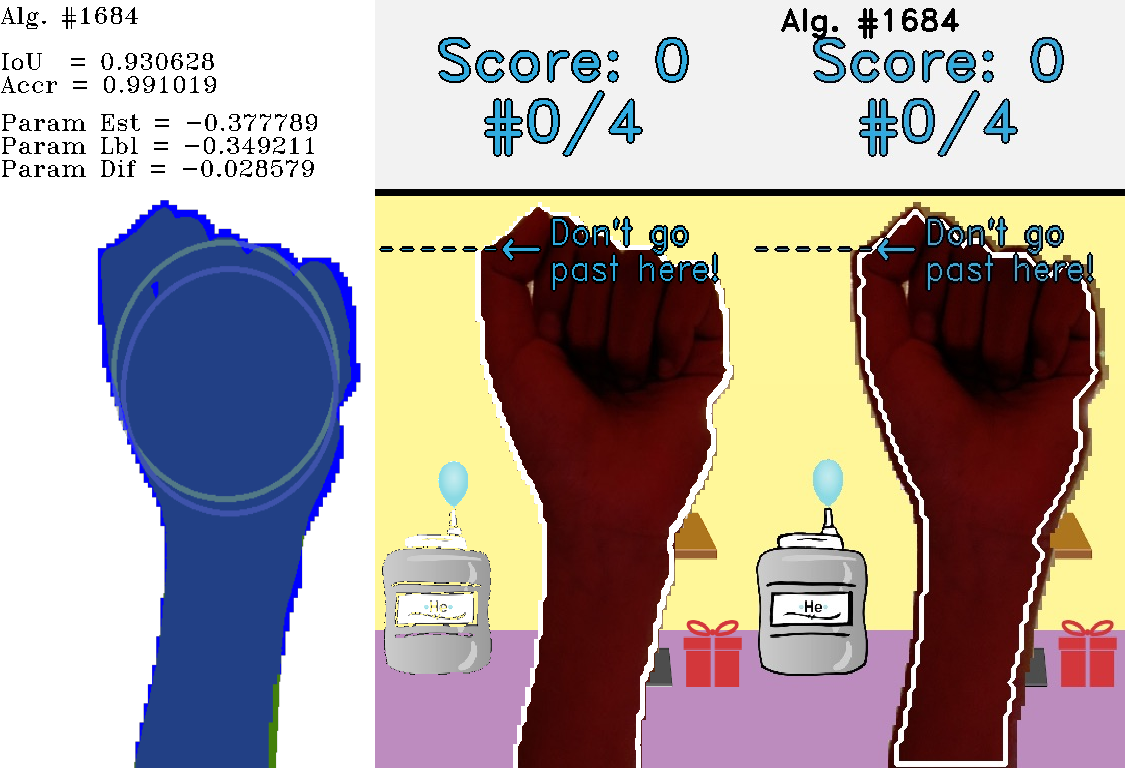 Alg. #1684
IoU = 0.930628
Accr = 0.991019
Param Est = −0.377789
Param Lbl = −0.349211
Param Dif = −0.028579
Score: 0
#0/4
Don't go
past here!
He
Alg. #1684
Score: 0
#0/4
Don't go
past here!
He